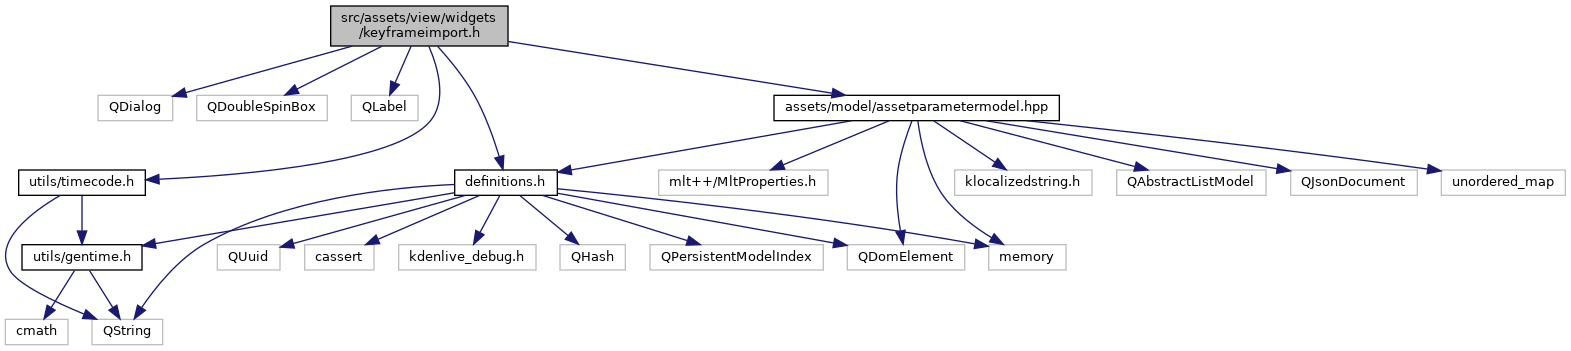 src/assets/view/widgets
/keyframeimport.h
QDialog
QDoubleSpinBox
QLabel
assets/model/assetparametermodel.hpp
utils/timecode.h
definitions.h
mlt++/MltProperties.h
klocalizedstring.h
QAbstractListModel
QJsonDocument
unordered_map
utils/gentime.h
QUuid
cassert
kdenlive_debug.h
QHash
QPersistentModelIndex
QDomElement
memory
cmath
QString